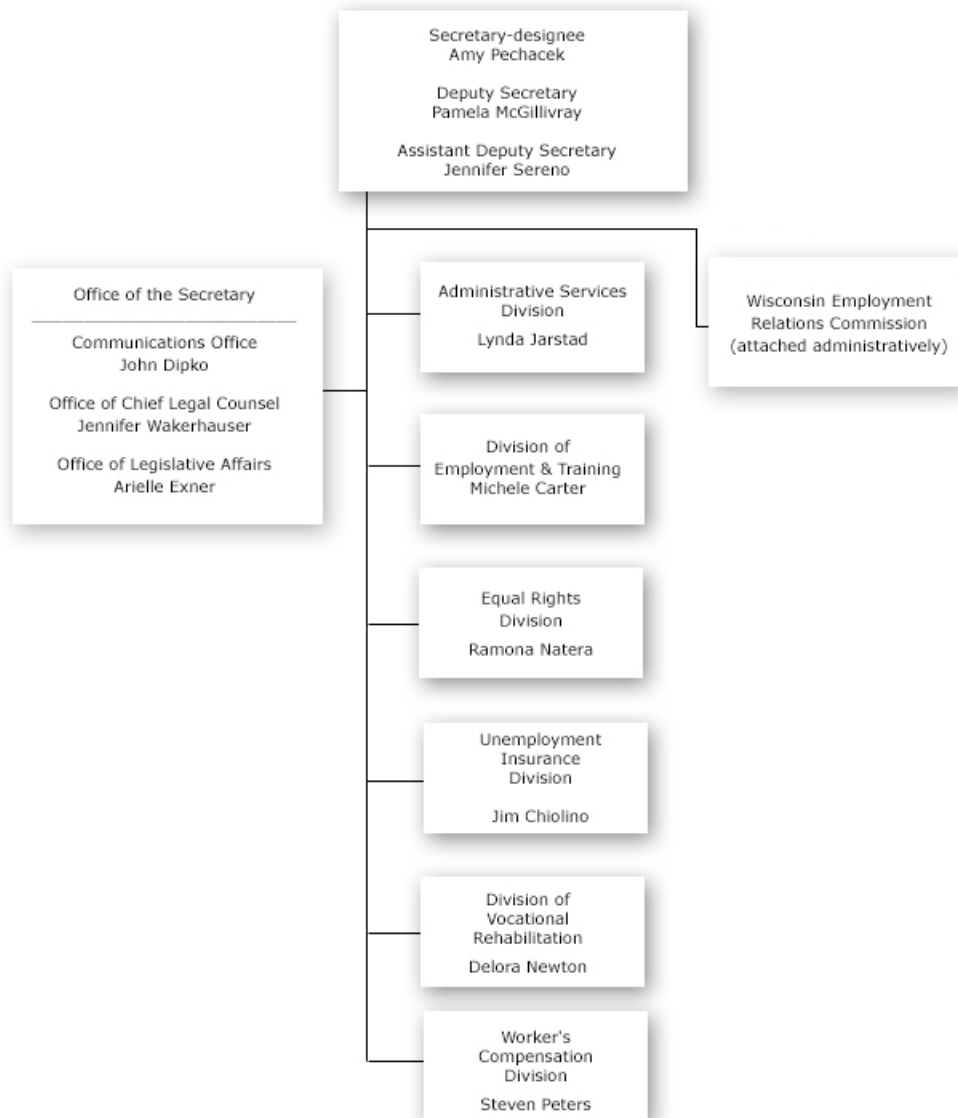 Secretary-designee
Amy Pechacek
Deputy Secretary
Pamela McGillivray
Assistant Deputy Secretary
Jennifer Sereno
Office of the Secretary
Communications Office
John Dipko
Office of Chief Legal Counsel
Jennifer Wakerhauser
Office of Legislative Affairs
Arielle Exner
Administrative Services
Division
Lynda Jarstad
Wisconsin Employment
Relations Commission
(attached administratively)
Division of
Employment & Training
Michele Carter
Equal Rights
Division
Ramona Natera
Unemployment
Insurance
Division
Jim Chiolino
Division of
Vocational
Rehabilitation
Delora Newton
Worker's
Compensation
Division
Steven Peters